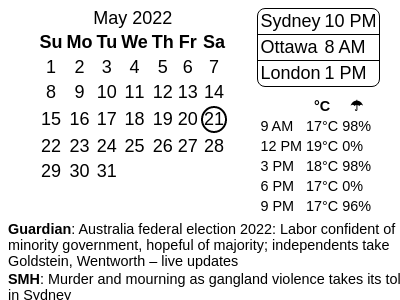 May 2022
Su Mo Tu We Th Fr Sa
1 2 3 4 5 6 7
8 9 10 11 12 13 14
15 16 17 18 19 20 21
22 23 24 25 26 27 28
29 30 31
Sydney 10 PM
Ottawa 8 AM
London 1 PM
°C ☂
9 AM 17°C 98%
12 PM 19°C 0%
3 PM 18°C 98%
6 PM 17°C 0%
9 PM 17°C 96%
Guardian: Australia federal election 2022: Labor confident of
minority government, hopeful of majority; independents take
Goldstein, Wentworth – live updates
SMH: Murder and mourning as gangland violence takes its tol
in Sydney